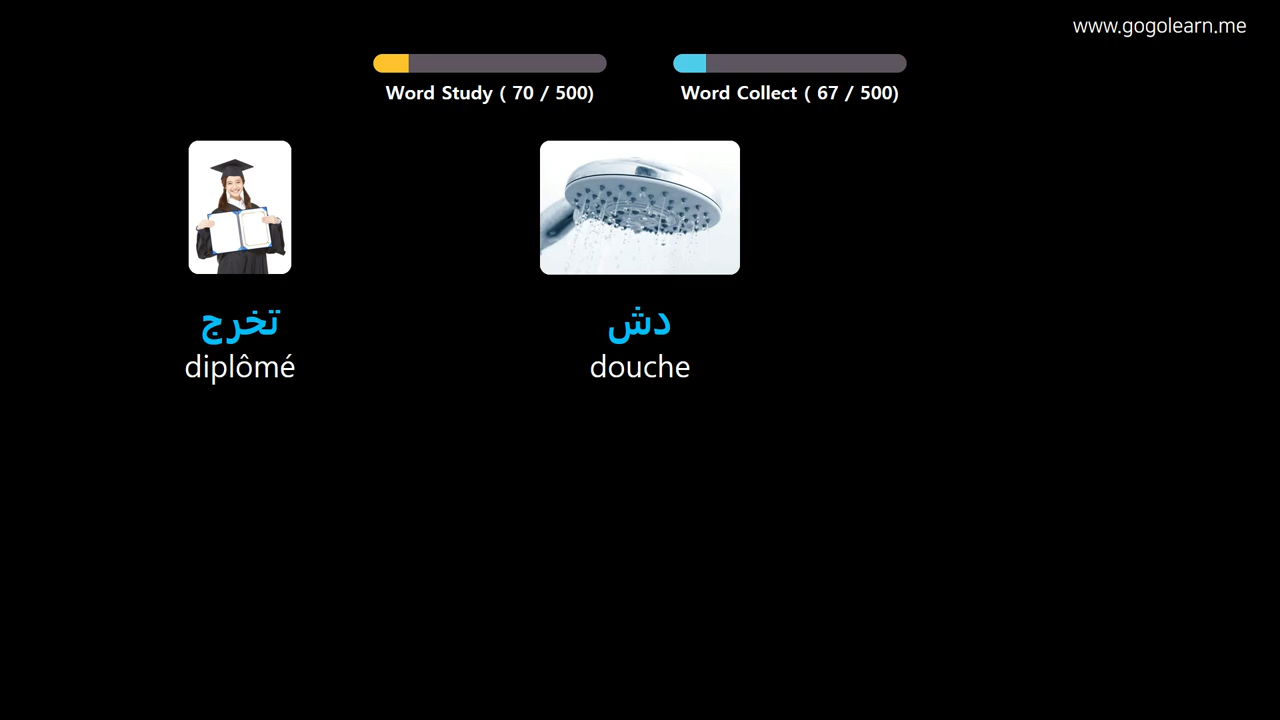 www.gogolearn.me
Word Study ( 70 / 500)
Word Collect ( 67 / 500)
تخرج
diplômé
دش
douche